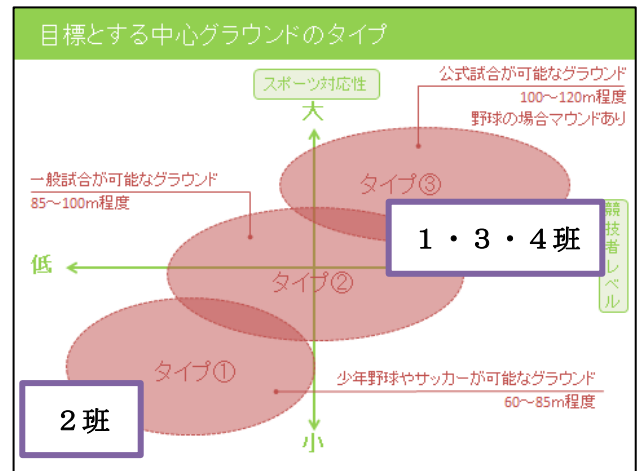 目標とする中心グラウンドのタイプ
スポーツ対応性
大
公式試合が可能なグラウンド
100～120m程度
野球の場合マウンドあり
タイプ③
一般試合が可能なグラウンド
85～100m程度
1・3・4班
競技者レベル
低
タイプ②
タイプ①
少年野球やサッカーが可能なグラウンド
60～85m程度
2班
小